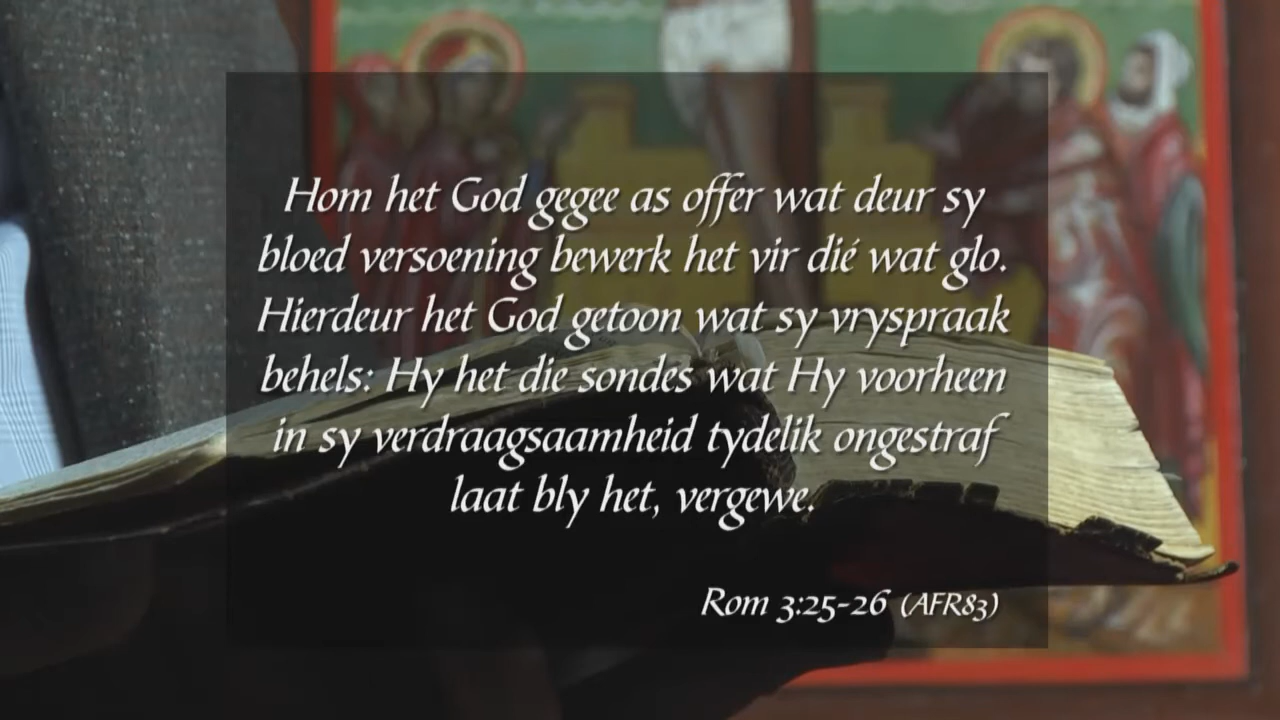 Hom het God gegee as offer wat deur sy
bloed versoening bewerk het vir dié wat glo.
Hierdeur het God getoon wat sy vryspraak
behels: Hy het die sondes wat Hy voorheen
in sy verdraagsaamheid tydelik ongestraf
laat bly het, vergewe.
Rom 3:25-26 (AFR83)